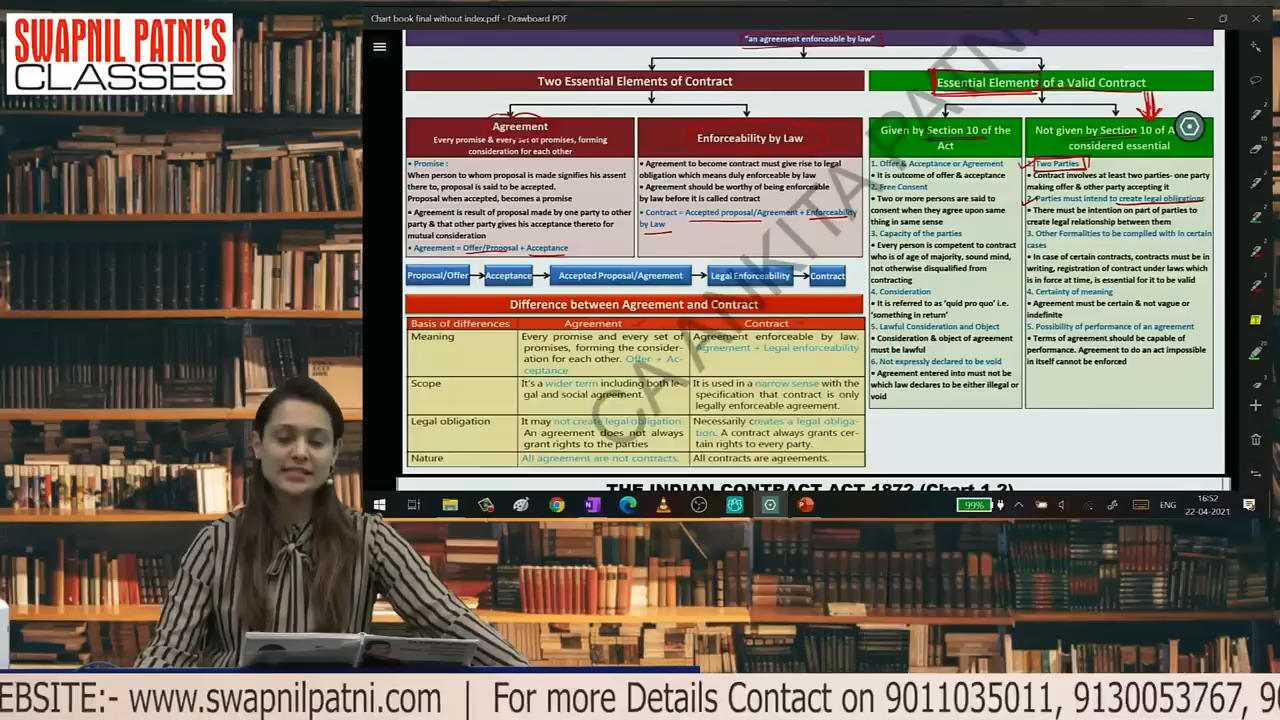 SWAPNIL PATNI'S
CLASSES
Chart book final without index.pdf - Drawboard PDF
"an agreement enforceable by law"
Two Essential Elements of Contract
Essential Elements of a Valid Contract
Agreement
Every promise & every set of promises, forming
consideration for each other
Enforceability by Law
Given by Section 10 of the
Act
Not given by Section 10 of A
considered essential
• Promise :
When person to whom proposal is made signifies his assent
there to, proposal is said to be accepted.
Proposal when accepted, becomes a promise
• Agreement is result of proposal made by one party to other
party & that other party gives his acceptance thereto for
mutual consideration
• Agreement = Offer/Proposal + Acceptance
• Agreement to become contract must give rise to legal
obligation which means duly enforceable by law
• Agreement should be worthy of being enforceable
by law before it is called contract
• Contract = Accepted proposal/Agreement + Enforceability
by Law
1. Offer & Acceptance or Agreement
• It is outcome of offer & acceptance
2. Free Consent
• Two or more persons are said to
consent when they agree upon same
thing in same sense
3. Capacity of the parties
• Every person is competent to contract
who is of age of majority, sound mind,
not otherwise disqualified from
contracting
4. Consideration
• It is referred to as 'quid pro quo' i.e.
'something in return'
5. Lawful Consideration and Object
• Consideration & object of agreement
must be lawful
6. Not expressly declared to be void
• Agreement entered into must not be
which law declares to be either illegal or
void
Two Parties
• Contract involves at least two parties- one party
making offer & other party accepting it
Parties must intend to create legal obligations
• There must be intention on part of parties to
create legal relationship between them
3. Other Formalities to be complied with in certain
cases
• In case of certain contracts, contracts must be in
writing, registration of contract under laws which
is in force at time, is essential for it to be valid
4. Certainty of meaning
• Agreement must be certain & not vague or
indefinite
5. Possibility of performance of an agreement
• Terms of agreement should be capable of
performance. Agreement to do an act impossible
in itself cannot be enforced
Proposal/Offer
Acceptance
Accepted Proposal/Agreement
Legal Enforceability
Contract
Difference between Agreement and Contract
Basis of differences Agreement Contract
Meaning
Every promise and every set of
promises, forming the consider-
ation for each other. Offer + Ac-
ceptance
Agreement enforceable by law.
Agreement + Legal enforceability
Scope
It's a wider term including both le-
gal and social agreement.
It is used in a narrow sense with the
specification that contract is only
legally enforceable agreement.
Legal obligation
It may not create legal obligation.
An agreement does not always
grant rights to the parties
Necessarily creates a legal obliga-
tion. A contract always grants cer-
tain rights to every party.
Nature
All agreement are not contracts.
All contracts are agreements.
CA ANKITA PATNI
THE INDIAN CONTRACT ACT 1872 (Chart 1.2)
99%
ENG
16:52
22-04-2021
EBSITE:- www.swapnilpatni.com | For more Details Contact on 9011035011, 9130053767, 9